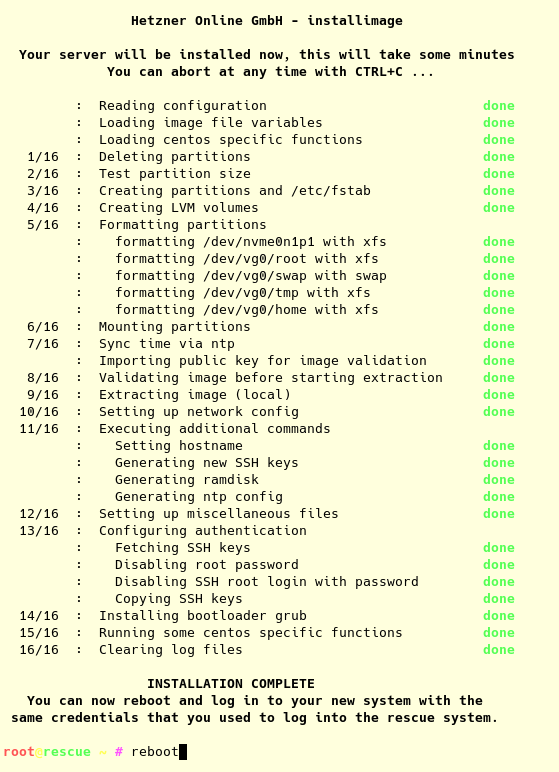 Hetzner Online GmbH - installimage
Your server will be installed now, this will take some minutes
You can abort at any time with CTRL+C ...
: Reading configuration done
: Loading image file variables done
: Loading centos specific functions done
1/16 : Deleting partitions done
2/16 : Test partition size done
3/16 : Creating partitions and /etc/fstab done
4/16 : Creating LVM volumes done
5/16 : Formatting partitions
: formatting /dev/nvme0n1p1 with xfs done
: formatting /dev/vg0/root with xfs done
: formatting /dev/vg0/swap with swap done
: formatting /dev/vg0/tmp with xfs done
: formatting /dev/vg0/home with xfs done
6/16 : Mounting partitions done
7/16 : Sync time via ntp done
: Importing public key for image validation done
8/16 : Validating image before starting extraction done
9/16 : Extracting image (local) done
10/16 : Setting up network config done
11/16 : Executing additional commands
: Setting hostname done
: Generating new SSH keys done
: Generating ramdisk done
: Generating ntp config done
12/16 : Setting up miscellaneous files done
13/16 : Configuring authentication
: Fetching SSH keys done
: Disabling root password done
: Disabling SSH root login with password done
: Copying SSH keys done
14/16 : Installing bootloader grub done
15/16 : Running some centos specific functions done
16/16 : Clearing log files done
INSTALLATION COMPLETE
You can now reboot and log in to your new system with the
same credentials that you used to log into the rescue system.
root@rescue ~ # reboot